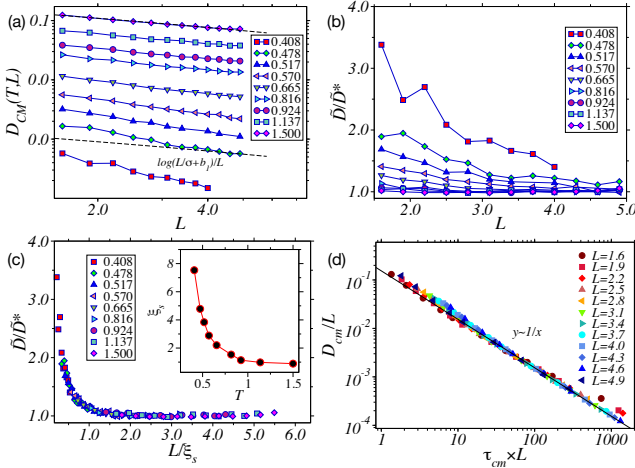 (a)
0.1
0.0
0.0
D_CM(T,L)
2.0
3.0
4.0
L
log(L/σ+b_1)/L
0.408
0.478
0.517
0.570
0.665
0.816
0.924
1.137
1.500
(b)
4.0
3.0
2.0
1.0
D̃/D̃*
2.0
3.0
4.0
5.0
L
0.408
0.478
0.517
0.570
0.665
0.816
0.924
1.137
1.500
(c)
4.0
3.0
2.0
1.0
D̃/D̃*
0.0
1.0
2.0
3.0
4.0
5.0
6.0
L/ξ_s
0.408
0.478
0.517
0.570
0.665
0.816
0.924
1.137
1.500
8
6
4
2
0
ξ_s
0.5
1
1.5
T
(d)
10^-1
10^-2
10^-3
10^-4
D_cm/L
1
10
100
1000
τ_cm×L
y~1/x
L=1.6
L=1.9
L=2.2
L=2.5
L=2.8
L=3.1
L=3.4
L=3.7
L=4.0
L=4.3
L=4.6
L=4.9